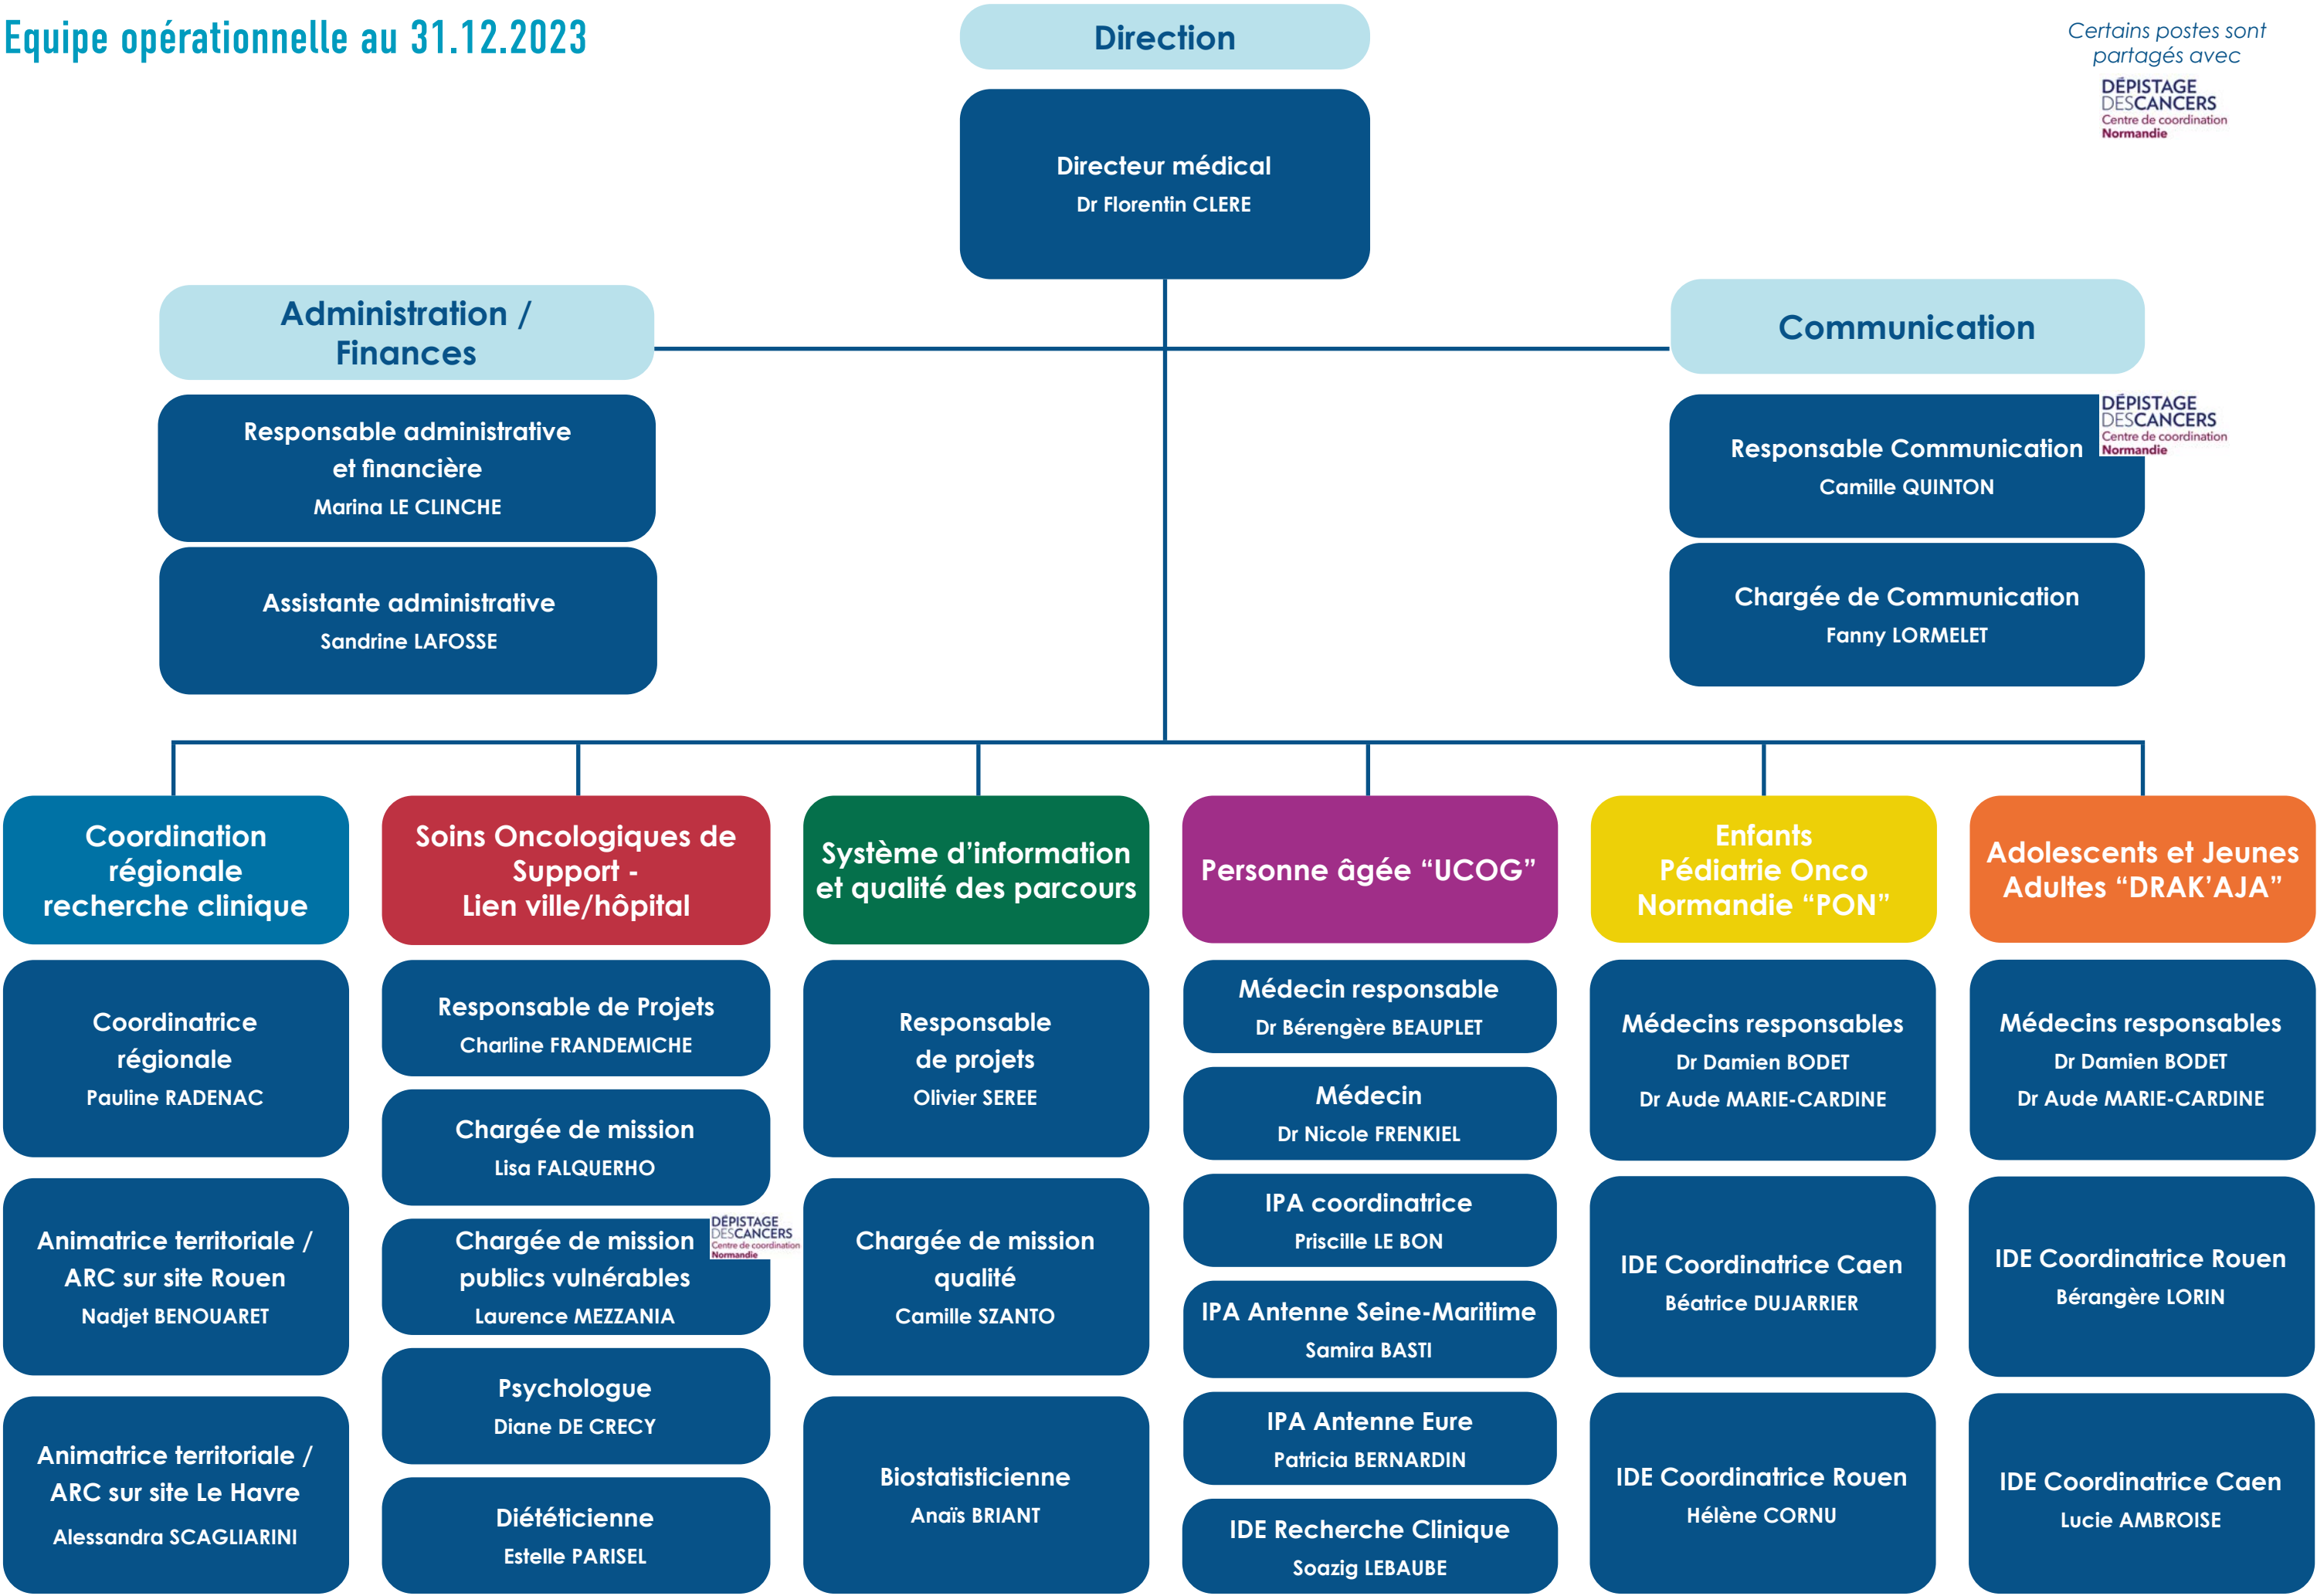 Equipe opérationnelle au 31.12.2023
Direction
Certains postes sont
partagés avec
DÉPISTAGE
DESCANCERS
Centre de coordination
Normandie
Directeur médical
Dr Florentin CLERE
Administration /
Finances
Communication
Responsable administrative
et financière
Marina LE CLINCHE
Assistante administrative
Sandrine LAFOSSE
DÉPISTAGE
DESCANCERS
Centre de coordination
Normandie
Responsable Communication
Camille QUINTON
Chargée de Communication
Fanny LORMELET
Coordination
régionale
recherche clinique
Coordinatrice
régionale
Pauline RADENAC
Animatrice territoriale /
ARC sur site Rouen
Nadjet BENOUARET
Animatrice territoriale /
ARC sur site Le Havre
Alessandra SCAGLIARINI
Soins Oncologiques de
Support -
Lien ville/hôpital
Responsable de Projets
Charline FRANDEMICHE
Chargée de mission
Lisa FALQUERHO
DÉPISTAGE
DESCANCERS
Centre de coordination
Normandie
Chargée de mission
publics vulnérables
Laurence MEZZANIA
Psychologue
Diane DE CRECY
Diététicienne
Estelle PARISEL
Système d’information
et qualité des parcours
Responsable
de projets
Olivier SEREE
Chargée de mission
qualité
Camille SZANTO
Biostatisticienne
Anaïs BRIANT
Personne âgée “UCOG”
Médecin responsable
Dr Bérengère BEAUPLET
Médecin
Dr Nicole FRENKIEL
IPA coordinatrice
Priscille LE BON
IPA Antenne Seine-Maritime
Samira BASTI
IPA Antenne Eure
Patricia BERNARDIN
IDE Recherche Clinique
Soazig LEBAUBE
Enfants
Pédiatrie Onco
Normandie “PON”
Médecins responsables
Dr Damien BODET
Dr Aude MARIE-CARDINE
IDE Coordinatrice Caen
Béatrice DUJARRIER
IDE Coordinatrice Rouen
Hélène CORNU
Adolescents et Jeunes
Adultes “DRAK’AJA”
Médecins responsables
Dr Damien BODET
Dr Aude MARIE-CARDINE
IDE Coordinatrice Rouen
Bérangère LORIN
IDE Coordinatrice Caen
Lucie AMBROISE